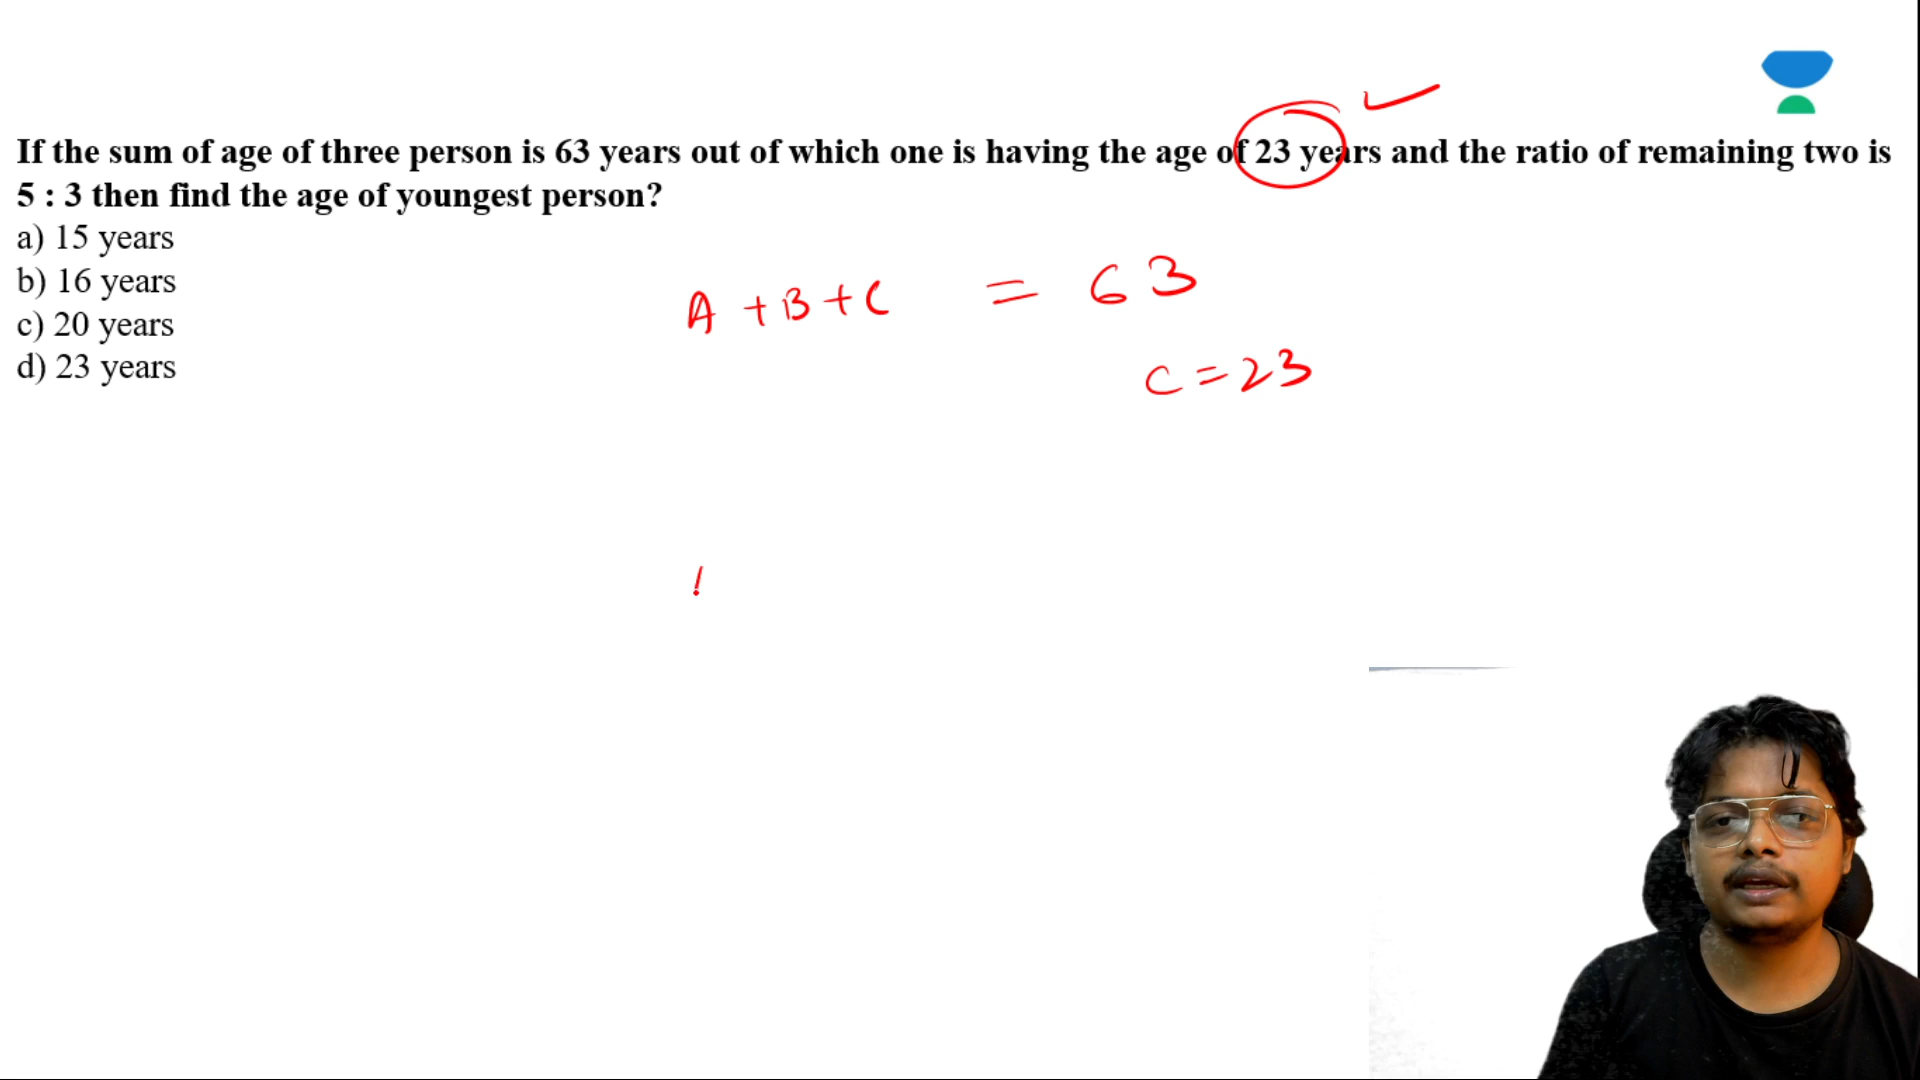 If the sum of age of three person is 63 years out of which one is having the age of 23 years and the ratio of remaining two is
5 : 3 then find the age of youngest person?
a) 15 years
b) 16 years
c) 20 years
d) 23 years
A + B + C = 63
C = 23